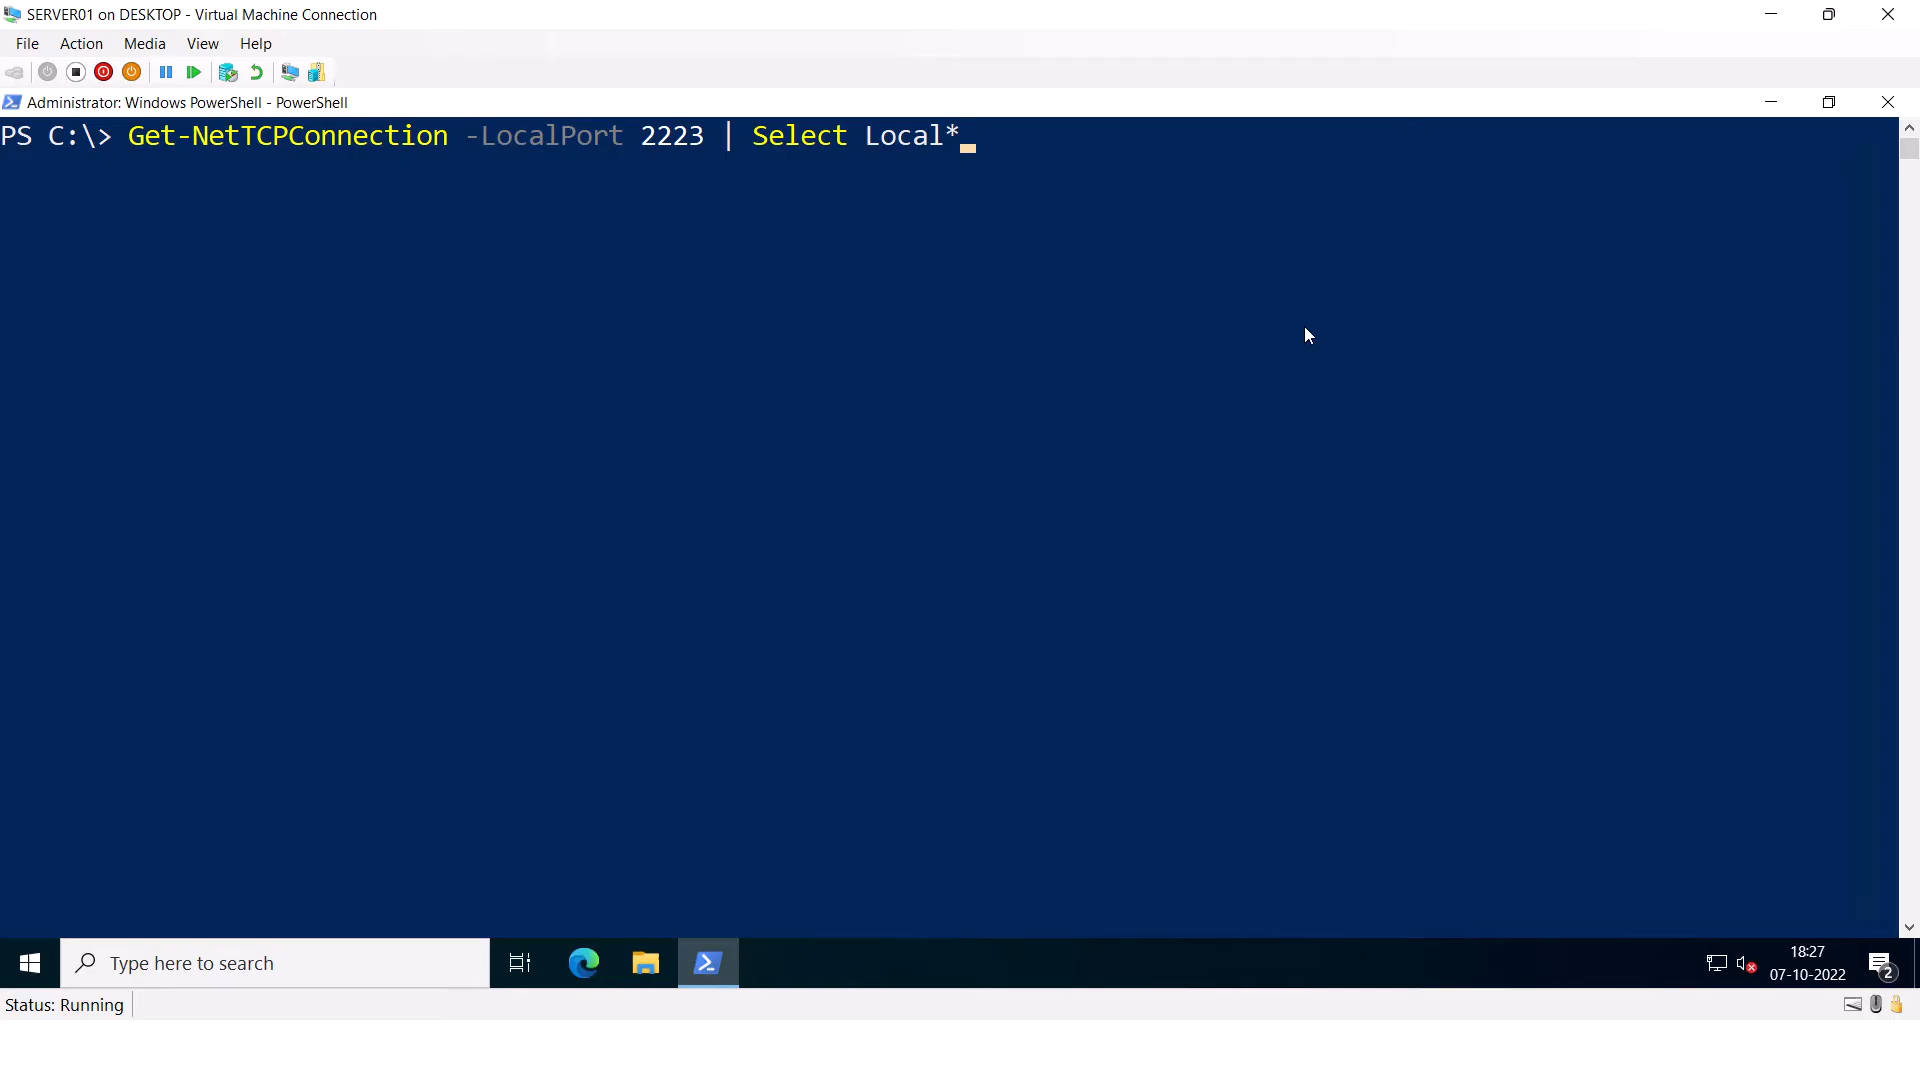 SERVER01 on DESKTOP - Virtual Machine Connection
File Action Media View Help
Administrator: Windows PowerShell - PowerShell
PS C:\> Get-NetTCPConnection -LocalPort 2223 | Select Local*
Type here to search
18:27
07-10-2022
2
Status: Running